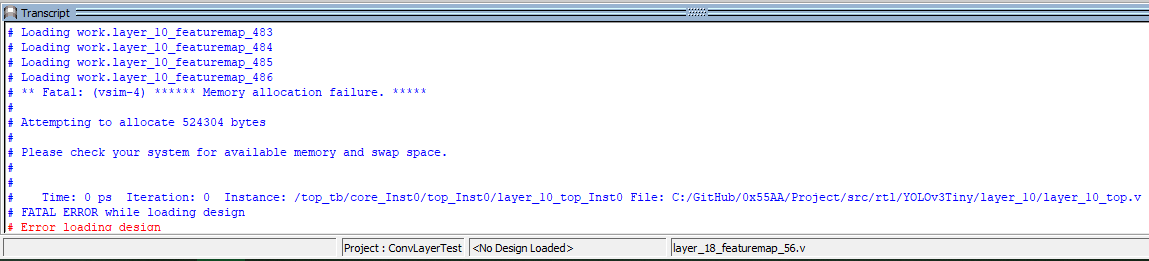 Transcript
# Loading work.layer_10_featuremap_483
# Loading work.layer_10_featuremap_484
# Loading work.layer_10_featuremap_485
# Loading work.layer_10_featuremap_486
# ** Fatal: (vsim-4) ****** Memory allocation failure. *****
#
# Attempting to allocate 524304 bytes
#
# Please check your system for available memory and swap space.
#
#
#    Time: 0 ps  Iteration: 0  Instance: /top_tb/core_Inst0/top_Inst0/layer_10_top_Inst0 File: C:/GitHub/0x55AA/Project/src/rtl/YOLOv3Tiny/layer_10/layer_10_top.v
# FATAL ERROR while loading design
# Error loading design
Project : ConvLayerTest <No Design Loaded> layer_18_featuremap_56.v